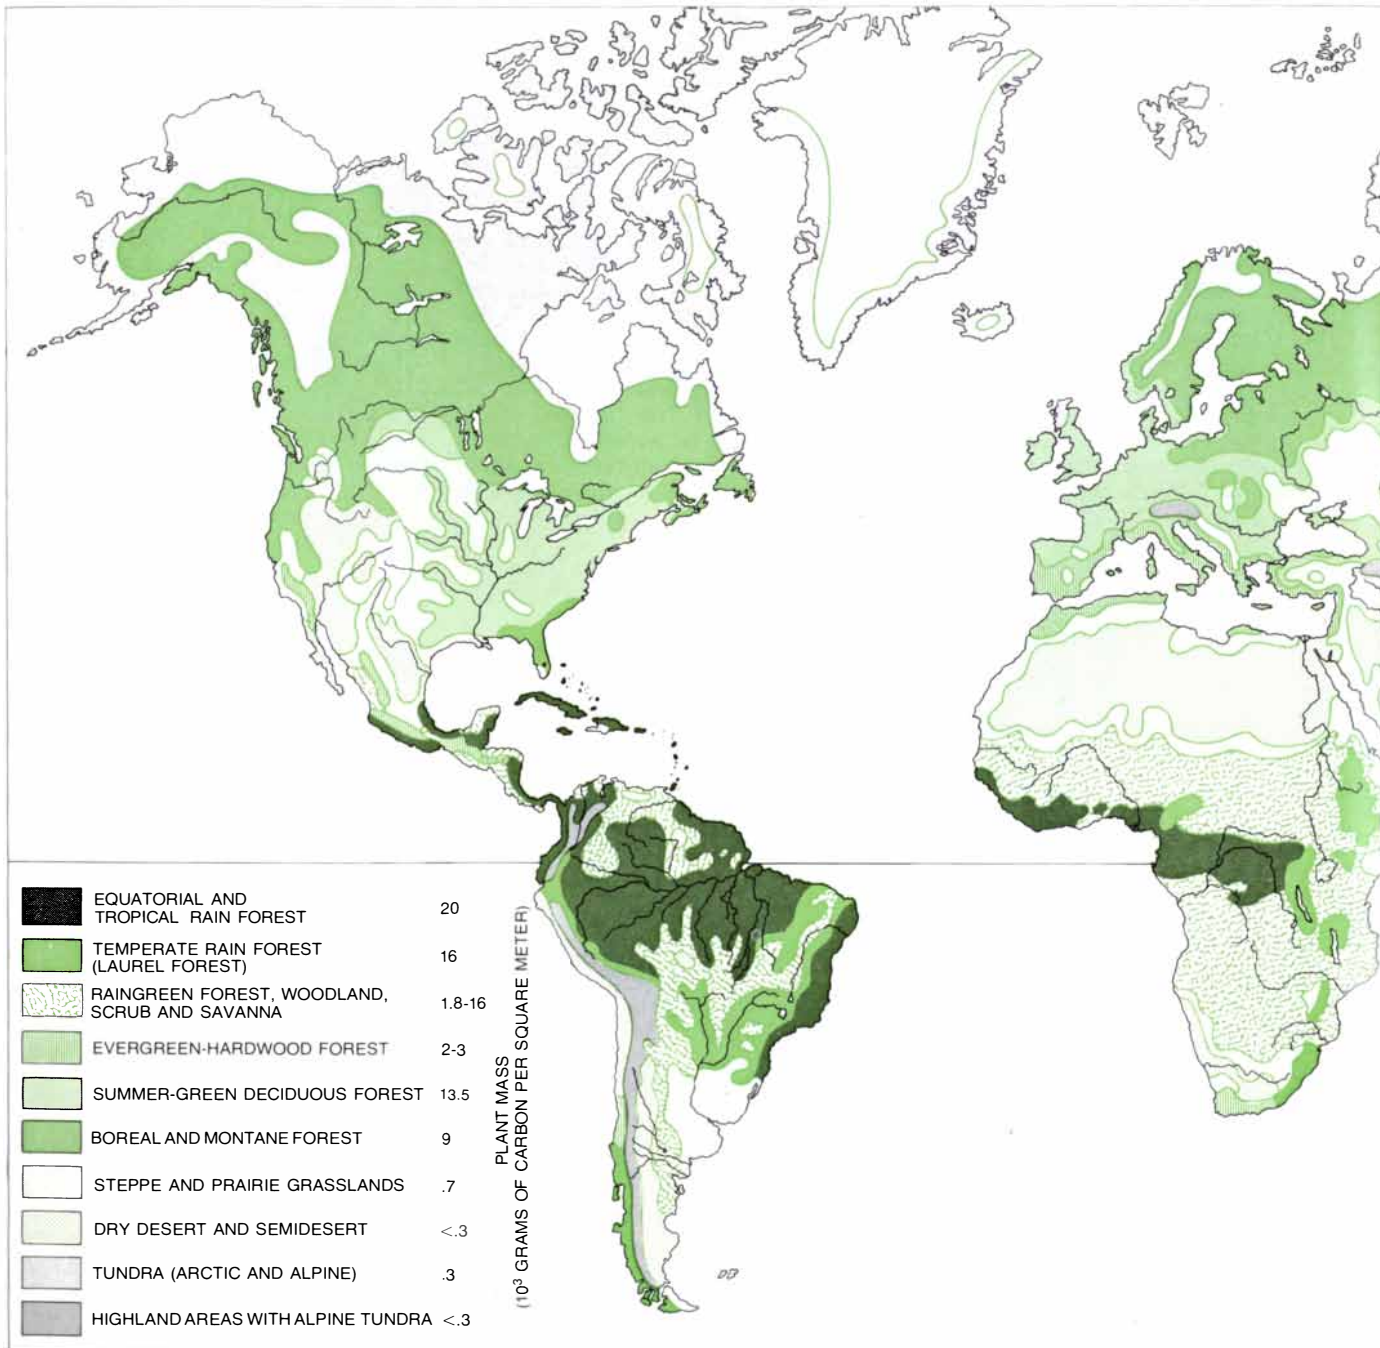 EQUATORIAL AND
TROPICAL RAIN FOREST 20
TEMPERATE RAIN FOREST
(LAUREL FOREST) 16
RAINGREEN FOREST, WOODLAND,
SCRUB AND SAVANNA 1.8-16
EVERGREEN-HARDWOOD FOREST 2-3
SUMMER-GREEN DECIDUOUS FOREST 13.5
BOREAL AND MONTANE FOREST 9
STEPPE AND PRAIRIE GRASSLANDS .7
DRY DESERT AND SEMIDESERT <.3
TUNDRA (ARCTIC AND ALPINE) .3
HIGHLAND AREAS WITH ALPINE TUNDRA <.3
PLANT MASS
(10³ GRAMS OF CARBON PER SQUARE METER)